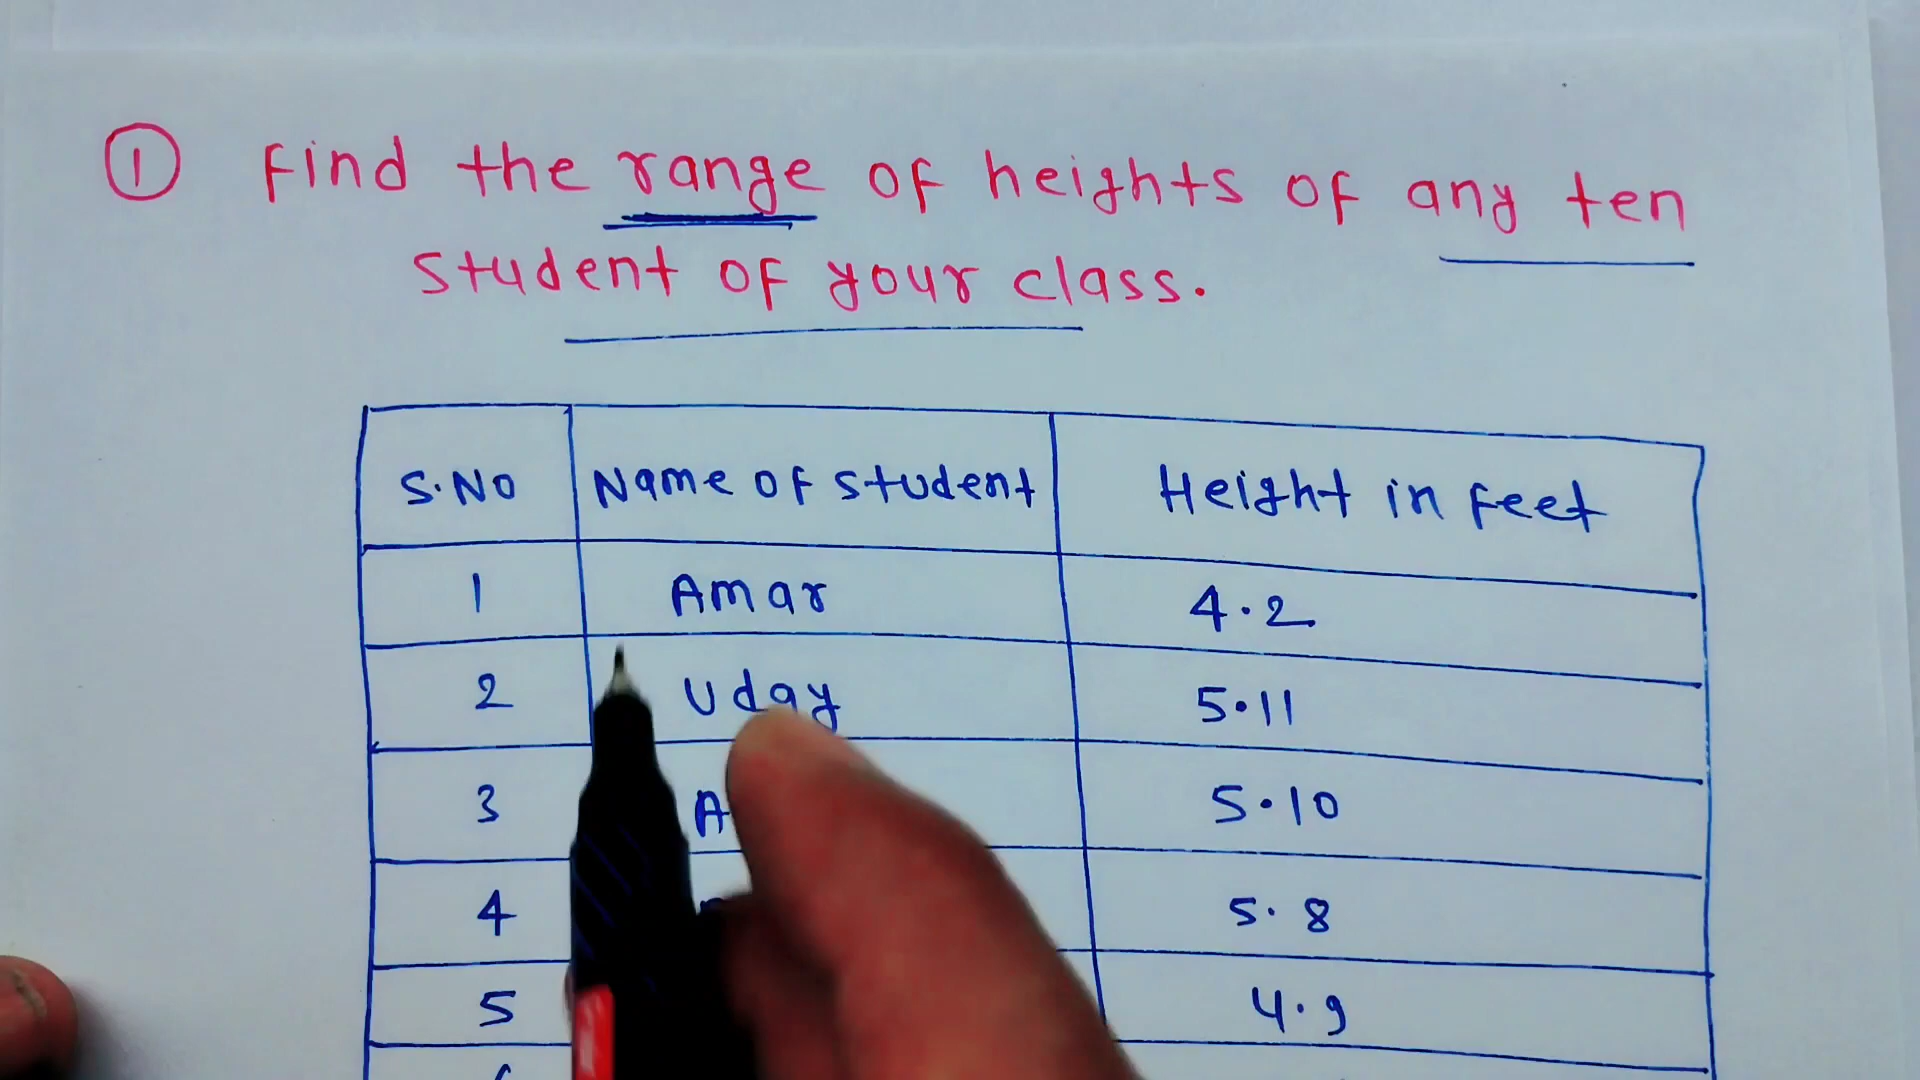 1 Find the range of heights of any ten
student of your class.
S.No Name of student Height in feet
1 Amar 4.2
2 Uday 5.11
3 5.10
4 5.8
5 4.9